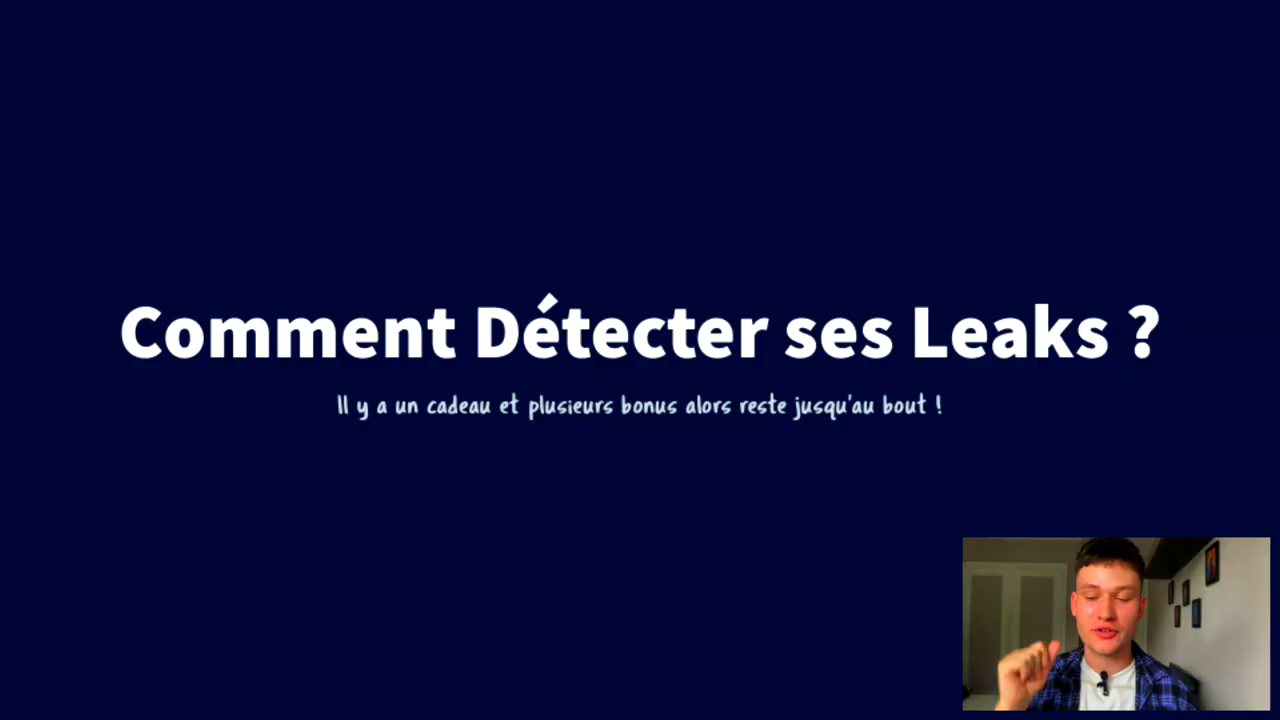 Comment Détecter ses Leaks ?
Il y a un cadeau et plusieurs bonus alors reste jusqu'au bout !